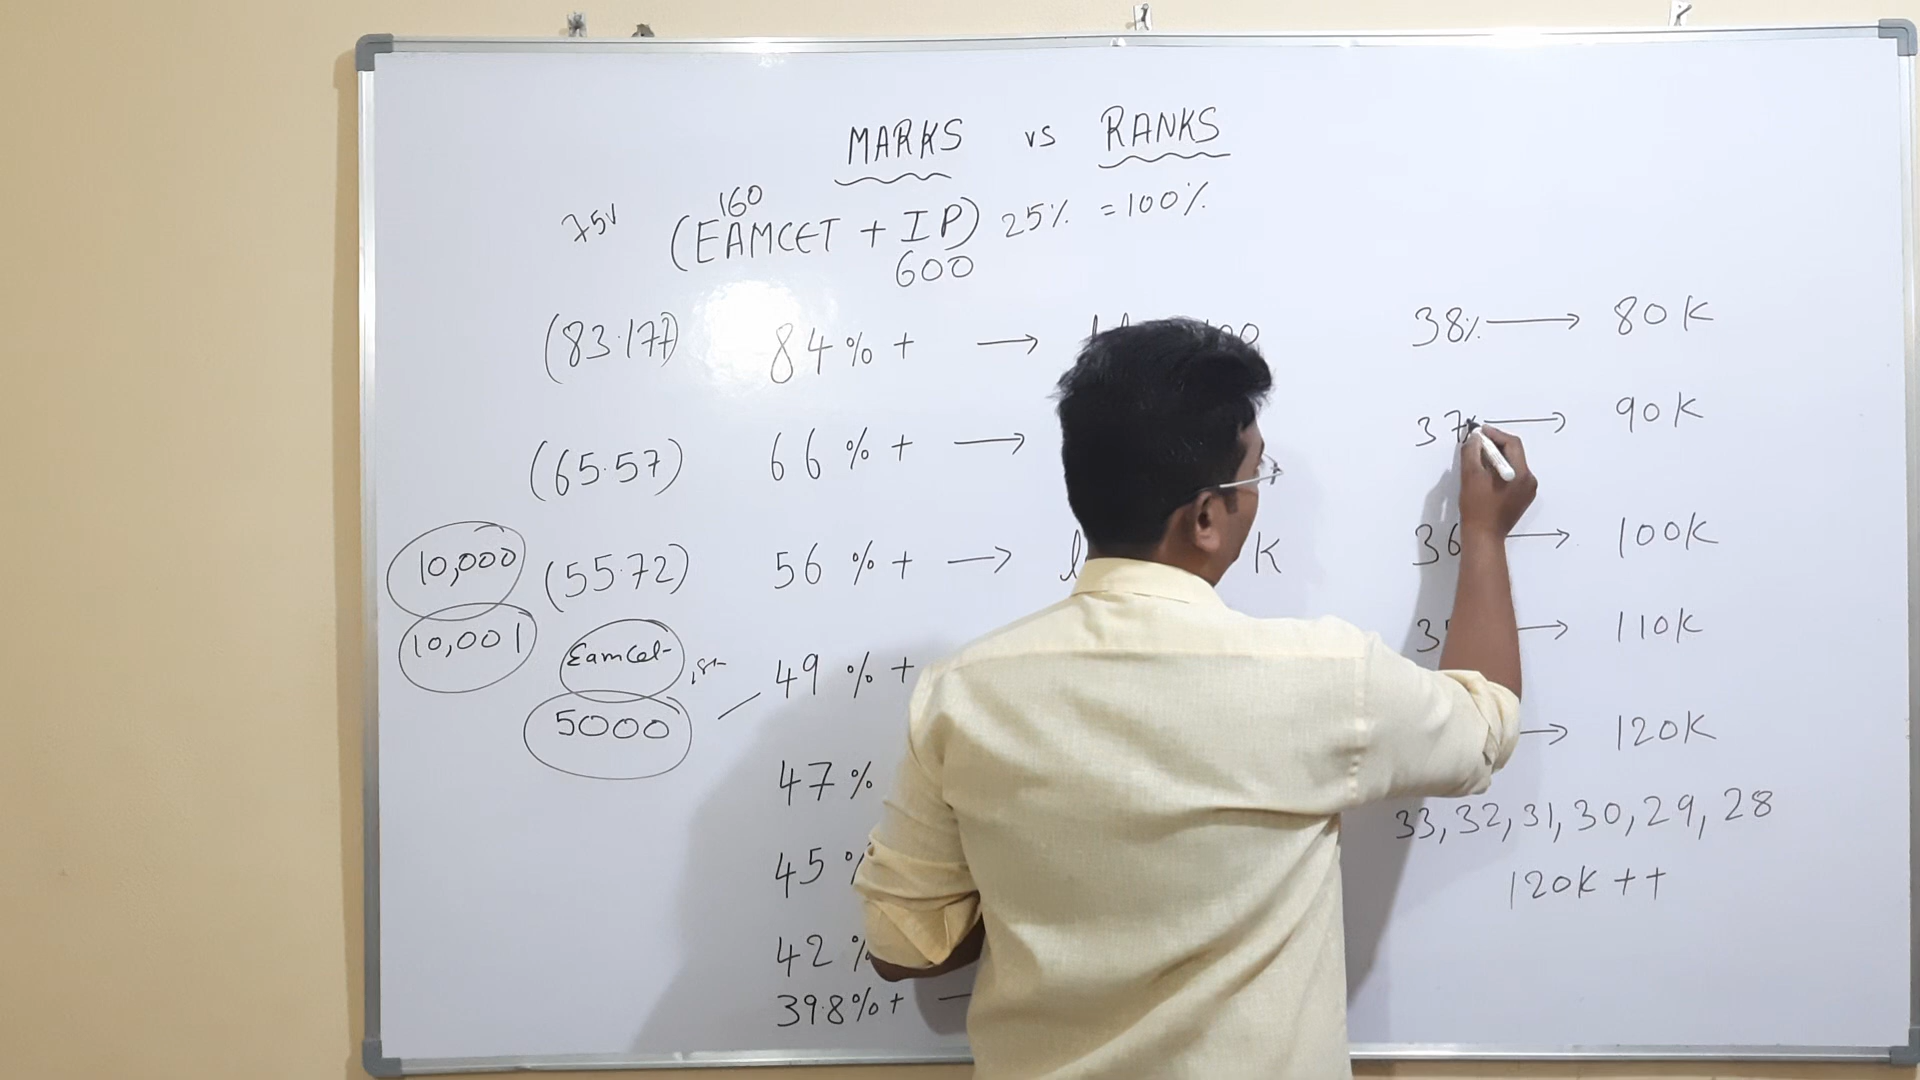 MARKS vs RANKS
160
75% (EAMCET + IP) 25% = 100%
600
(83.177) 84% + →
(65.57) 66% + →
10,000 (55.72) 56% + → K
10,001 Eamcet 49% +
5000
47%
45%
42%
39.8% +
38% → 80K
37% → 90K
36 → 100K
→ 110K
→ 120K
33, 32, 31, 30, 29, 28
120K ++